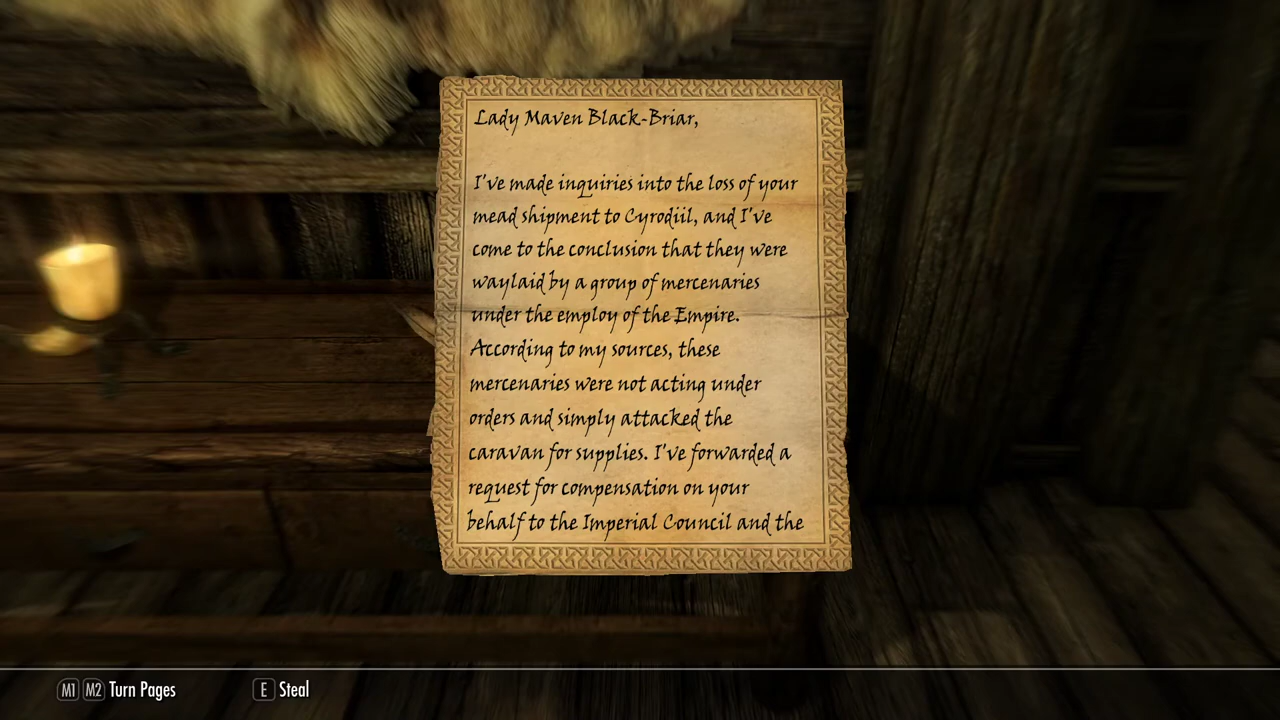 Lady Maven Black-Briar,
I've made inquiries into the loss of your
mead shipment to Cyrodiil, and I've
come to the conclusion that they were
waylaid by a group of mercenaries
under the employ of the Empire.
According to my sources, these
mercenaries were not acting under
orders and simply attacked the
caravan for supplies. I've forwarded a
request for compensation on your
behalf to the Imperial Council and the
M1 M2 Turn Pages
E Steal